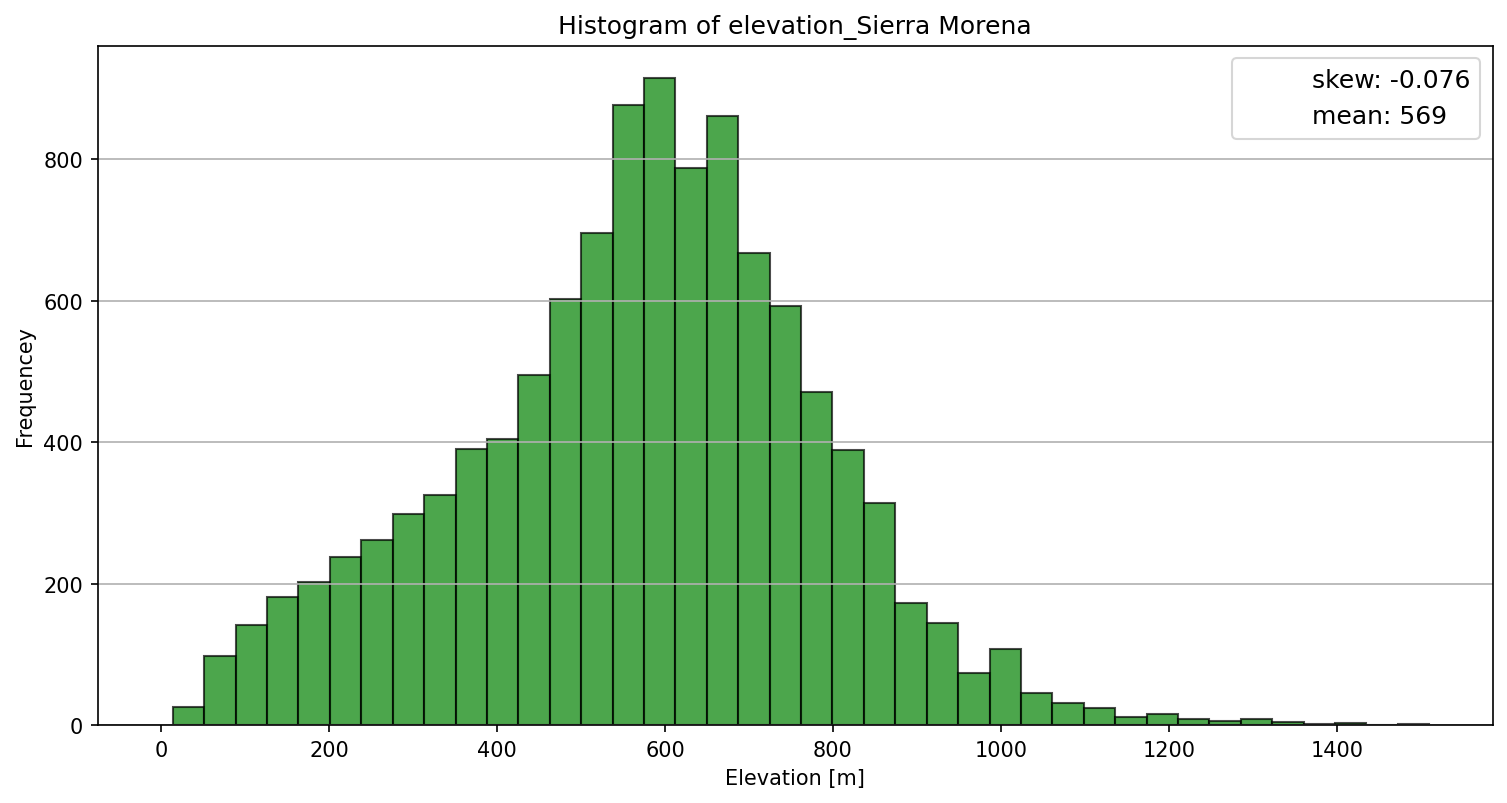 Histogram of elevation_Sierra Morena
skew: -0.076
mean: 569
Frequencey
800
600
400
200
0
0 200 400 600 800 1000 1200 1400
Elevation [m]